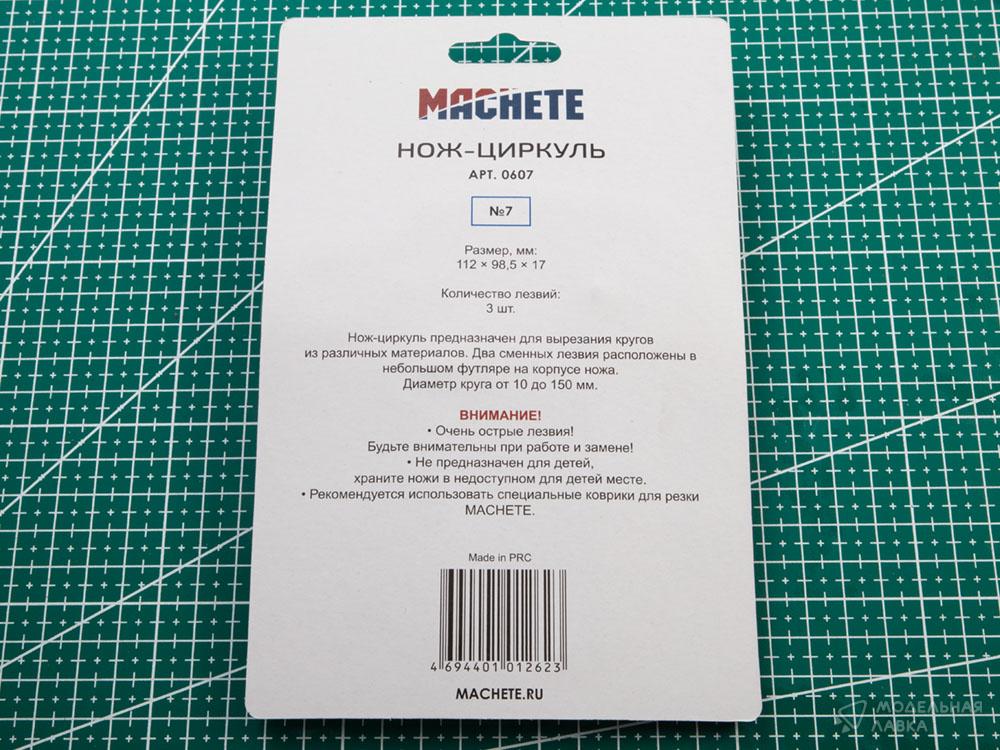 MACHETE
НОЖ-ЦИРКУЛЬ
АРТ. 0607
№7
Размер, мм:
112 × 98,5 × 17
Количество лезвий:
3 шт.
Нож-циркуль предназначен для вырезания кругов
из различных материалов. Два сменных лезвия расположены в
небольшом футляре на корпусе ножа.
Диаметр круга от 10 до 150 мм.
ВНИМАНИЕ!
• Очень острые лезвия!
Будьте внимательны при работе и замене!
• Не предназначен для детей,
храните ножи в недоступном для детей месте.
• Рекомендуется использовать специальные коврики для резки
MACHETE.
Made in PRC
4 694401 012623
MACHETE.RU
МОДЕЛЬНАЯ
ЛАВКА